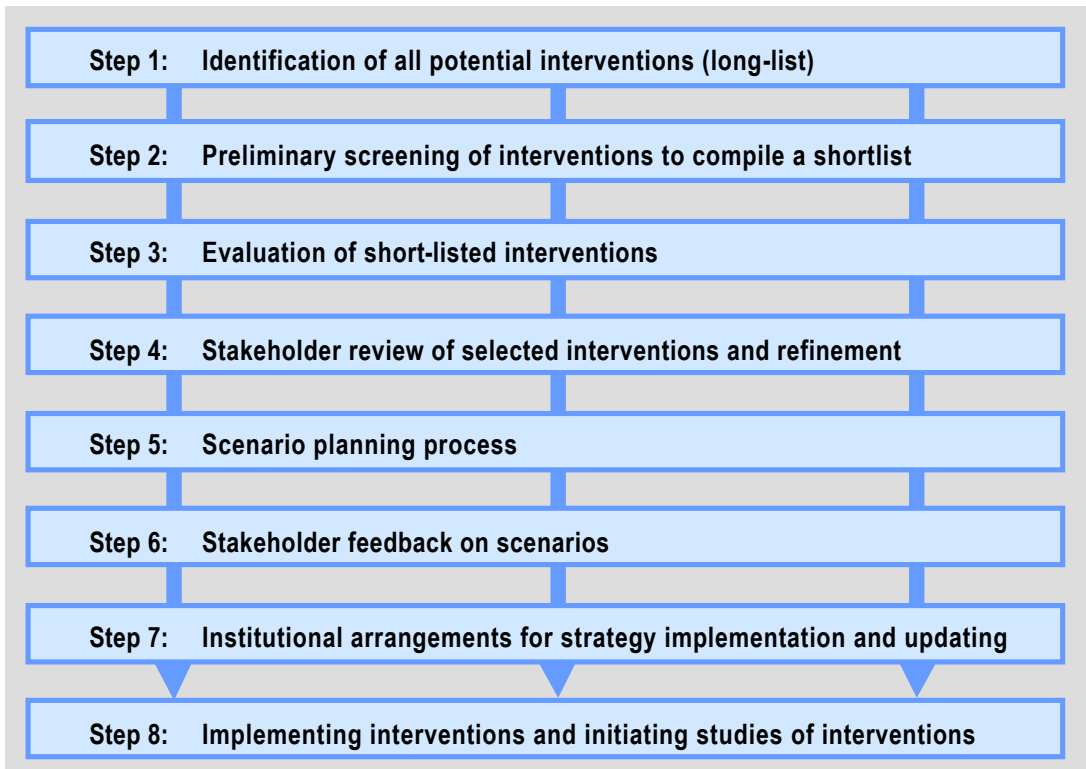 Step 1: Identification of all potential interventions (long-list)
Step 2: Preliminary screening of interventions to compile a shortlist
Step 3: Evaluation of short-listed interventions
Step 4: Stakeholder review of selected interventions and refinement
Step 5: Scenario planning process
Step 6: Stakeholder feedback on scenarios
Step 7: Institutional arrangements for strategy implementation and updating
Step 8: Implementing interventions and initiating studies of interventions